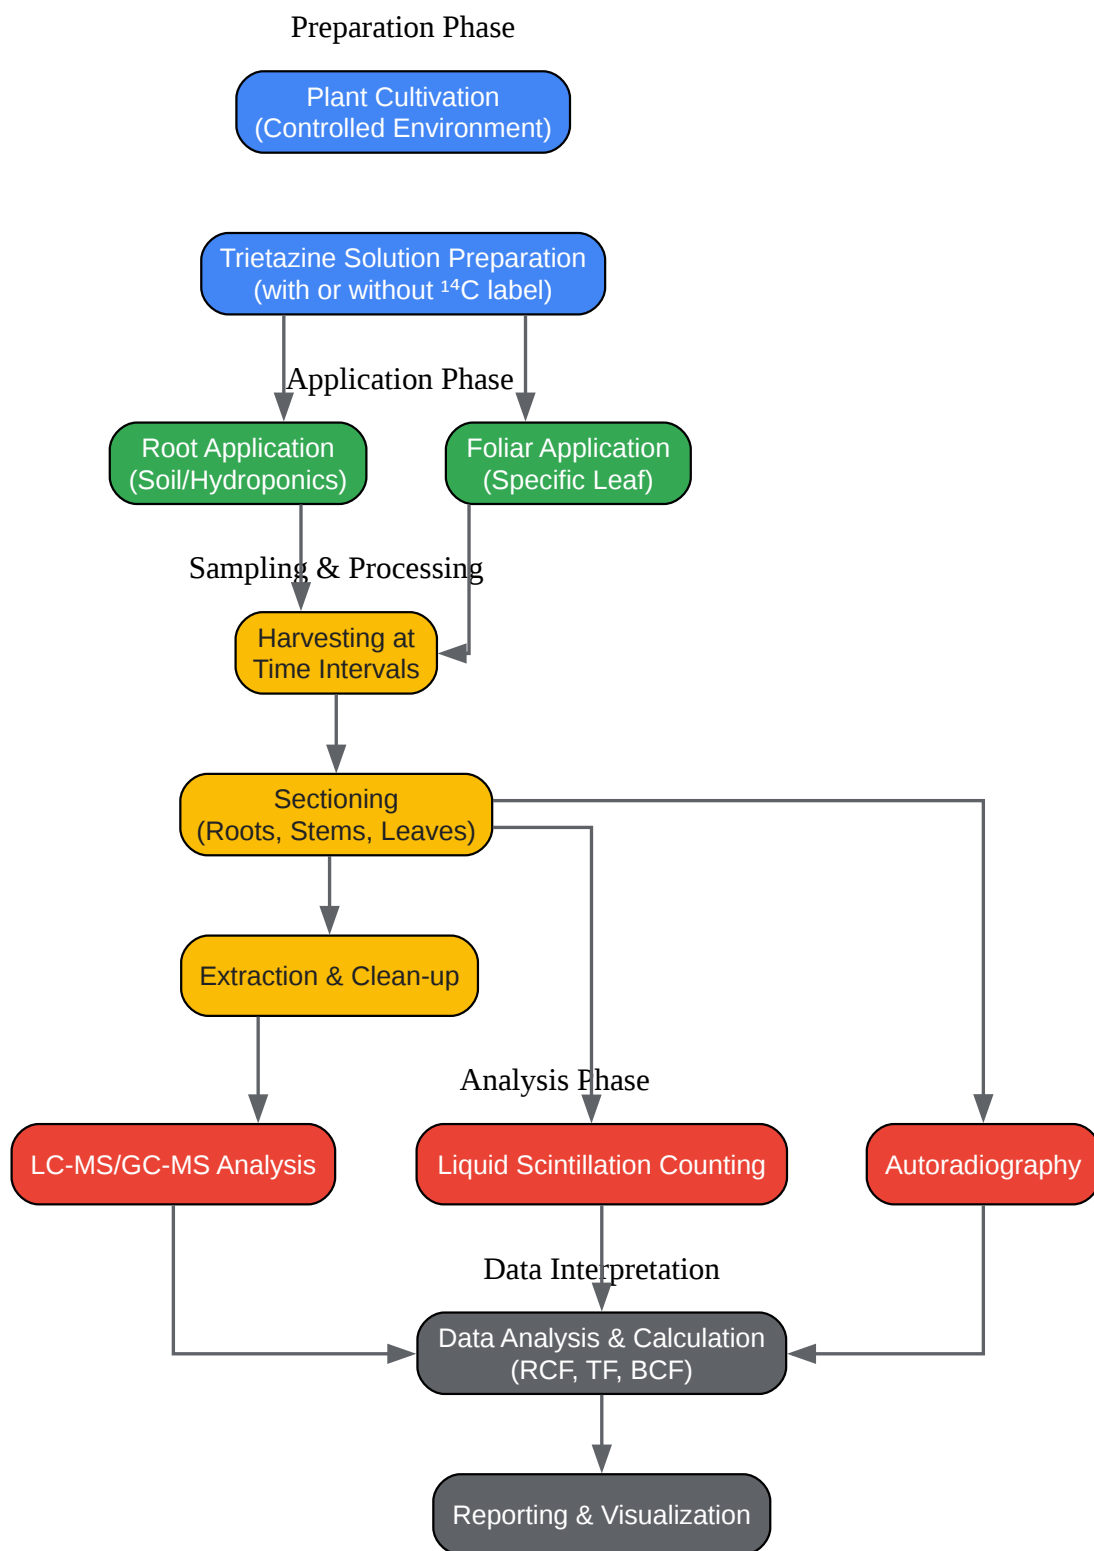 Preparation Phase
Plant Cultivation
(Controlled Environment)
Trietazine Solution Preparation
(with or without ¹⁴C label)
Application Phase
Root Application
(Soil/Hydroponics)
Foliar Application
(Specific Leaf)
Sampling & Processing
Harvesting at
Time Intervals
Sectioning
(Roots, Stems, Leaves)
Extraction & Clean-up
Analysis Phase
LC-MS/GC-MS Analysis
Liquid Scintillation Counting
Autoradiography
Data Interpretation
Data Analysis & Calculation
(RCF, TF, BCF)
Reporting & Visualization